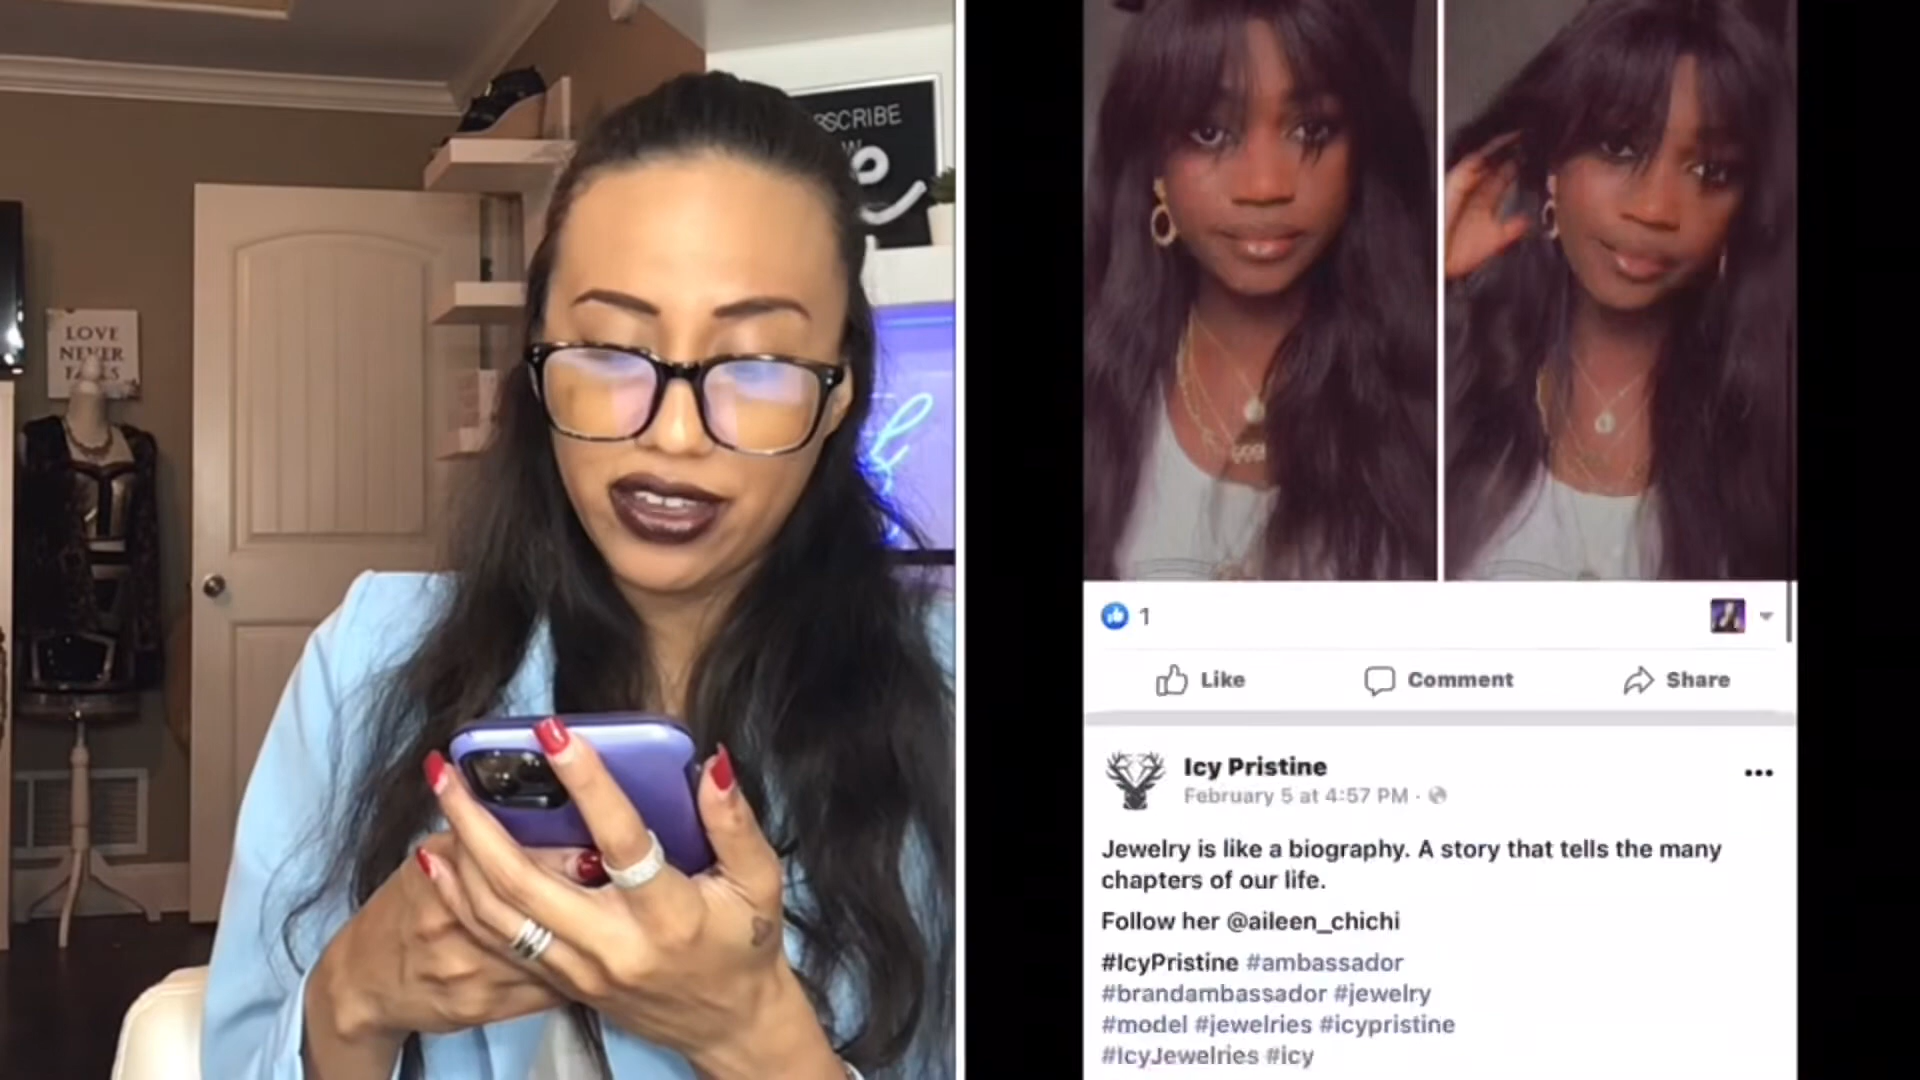 SCRIBE
LOVE
NEVER
FAILS
1
Like Comment Share
Icy Pristine
February 5 at 4:57 PM ·
Jewelry is like a biography. A story that tells the many
chapters of our life.
Follow her @aileen_chichi
#IcyPristine #ambassador
#brandambassador #jewelry
#model #jewelries #icypristine
#IcyJewelries #icy